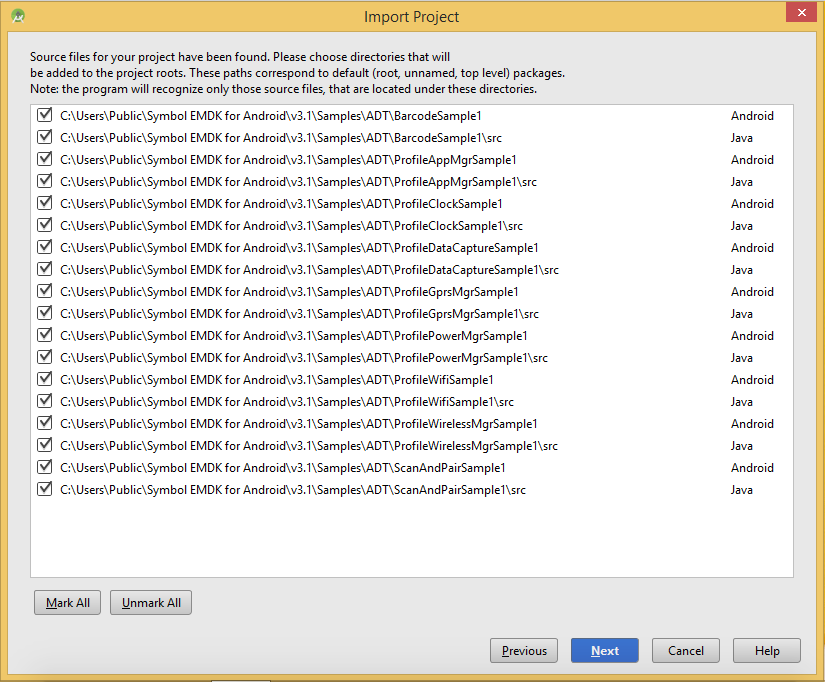 Import Project
Source files for your project have been found. Please choose directories that will
be added to the project roots. These paths correspond to default (root, unnamed, top level) packages.
Note: the program will recognize only those source files, that are located under these directories.
C:\Users\Public\Symbol EMDK for Android\v3.1\Samples\ADT\BarcodeSample1 Android
C:\Users\Public\Symbol EMDK for Android\v3.1\Samples\ADT\BarcodeSample1\src Java
C:\Users\Public\Symbol EMDK for Android\v3.1\Samples\ADT\ProfileAppMgrSample1 Android
C:\Users\Public\Symbol EMDK for Android\v3.1\Samples\ADT\ProfileAppMgrSample1\src Java
C:\Users\Public\Symbol EMDK for Android\v3.1\Samples\ADT\ProfileClockSample1 Android
C:\Users\Public\Symbol EMDK for Android\v3.1\Samples\ADT\ProfileClockSample1\src Java
C:\Users\Public\Symbol EMDK for Android\v3.1\Samples\ADT\ProfileDataCaptureSample1 Android
C:\Users\Public\Symbol EMDK for Android\v3.1\Samples\ADT\ProfileDataCaptureSample1\src Java
C:\Users\Public\Symbol EMDK for Android\v3.1\Samples\ADT\ProfileGprsMgrSample1 Android
C:\Users\Public\Symbol EMDK for Android\v3.1\Samples\ADT\ProfileGprsMgrSample1\src Java
C:\Users\Public\Symbol EMDK for Android\v3.1\Samples\ADT\ProfilePowerMgrSample1 Android
C:\Users\Public\Symbol EMDK for Android\v3.1\Samples\ADT\ProfilePowerMgrSample1\src Java
C:\Users\Public\Symbol EMDK for Android\v3.1\Samples\ADT\ProfileWifiSample1 Android
C:\Users\Public\Symbol EMDK for Android\v3.1\Samples\ADT\ProfileWifiSample1\src Java
C:\Users\Public\Symbol EMDK for Android\v3.1\Samples\ADT\ProfileWirelessMgrSample1 Android
C:\Users\Public\Symbol EMDK for Android\v3.1\Samples\ADT\ProfileWirelessMgrSample1\src Java
C:\Users\Public\Symbol EMDK for Android\v3.1\Samples\ADT\ScanAndPairSample1 Android
C:\Users\Public\Symbol EMDK for Android\v3.1\Samples\ADT\ScanAndPairSample1\src Java
Mark All Unmark All
Previous Next Cancel Help